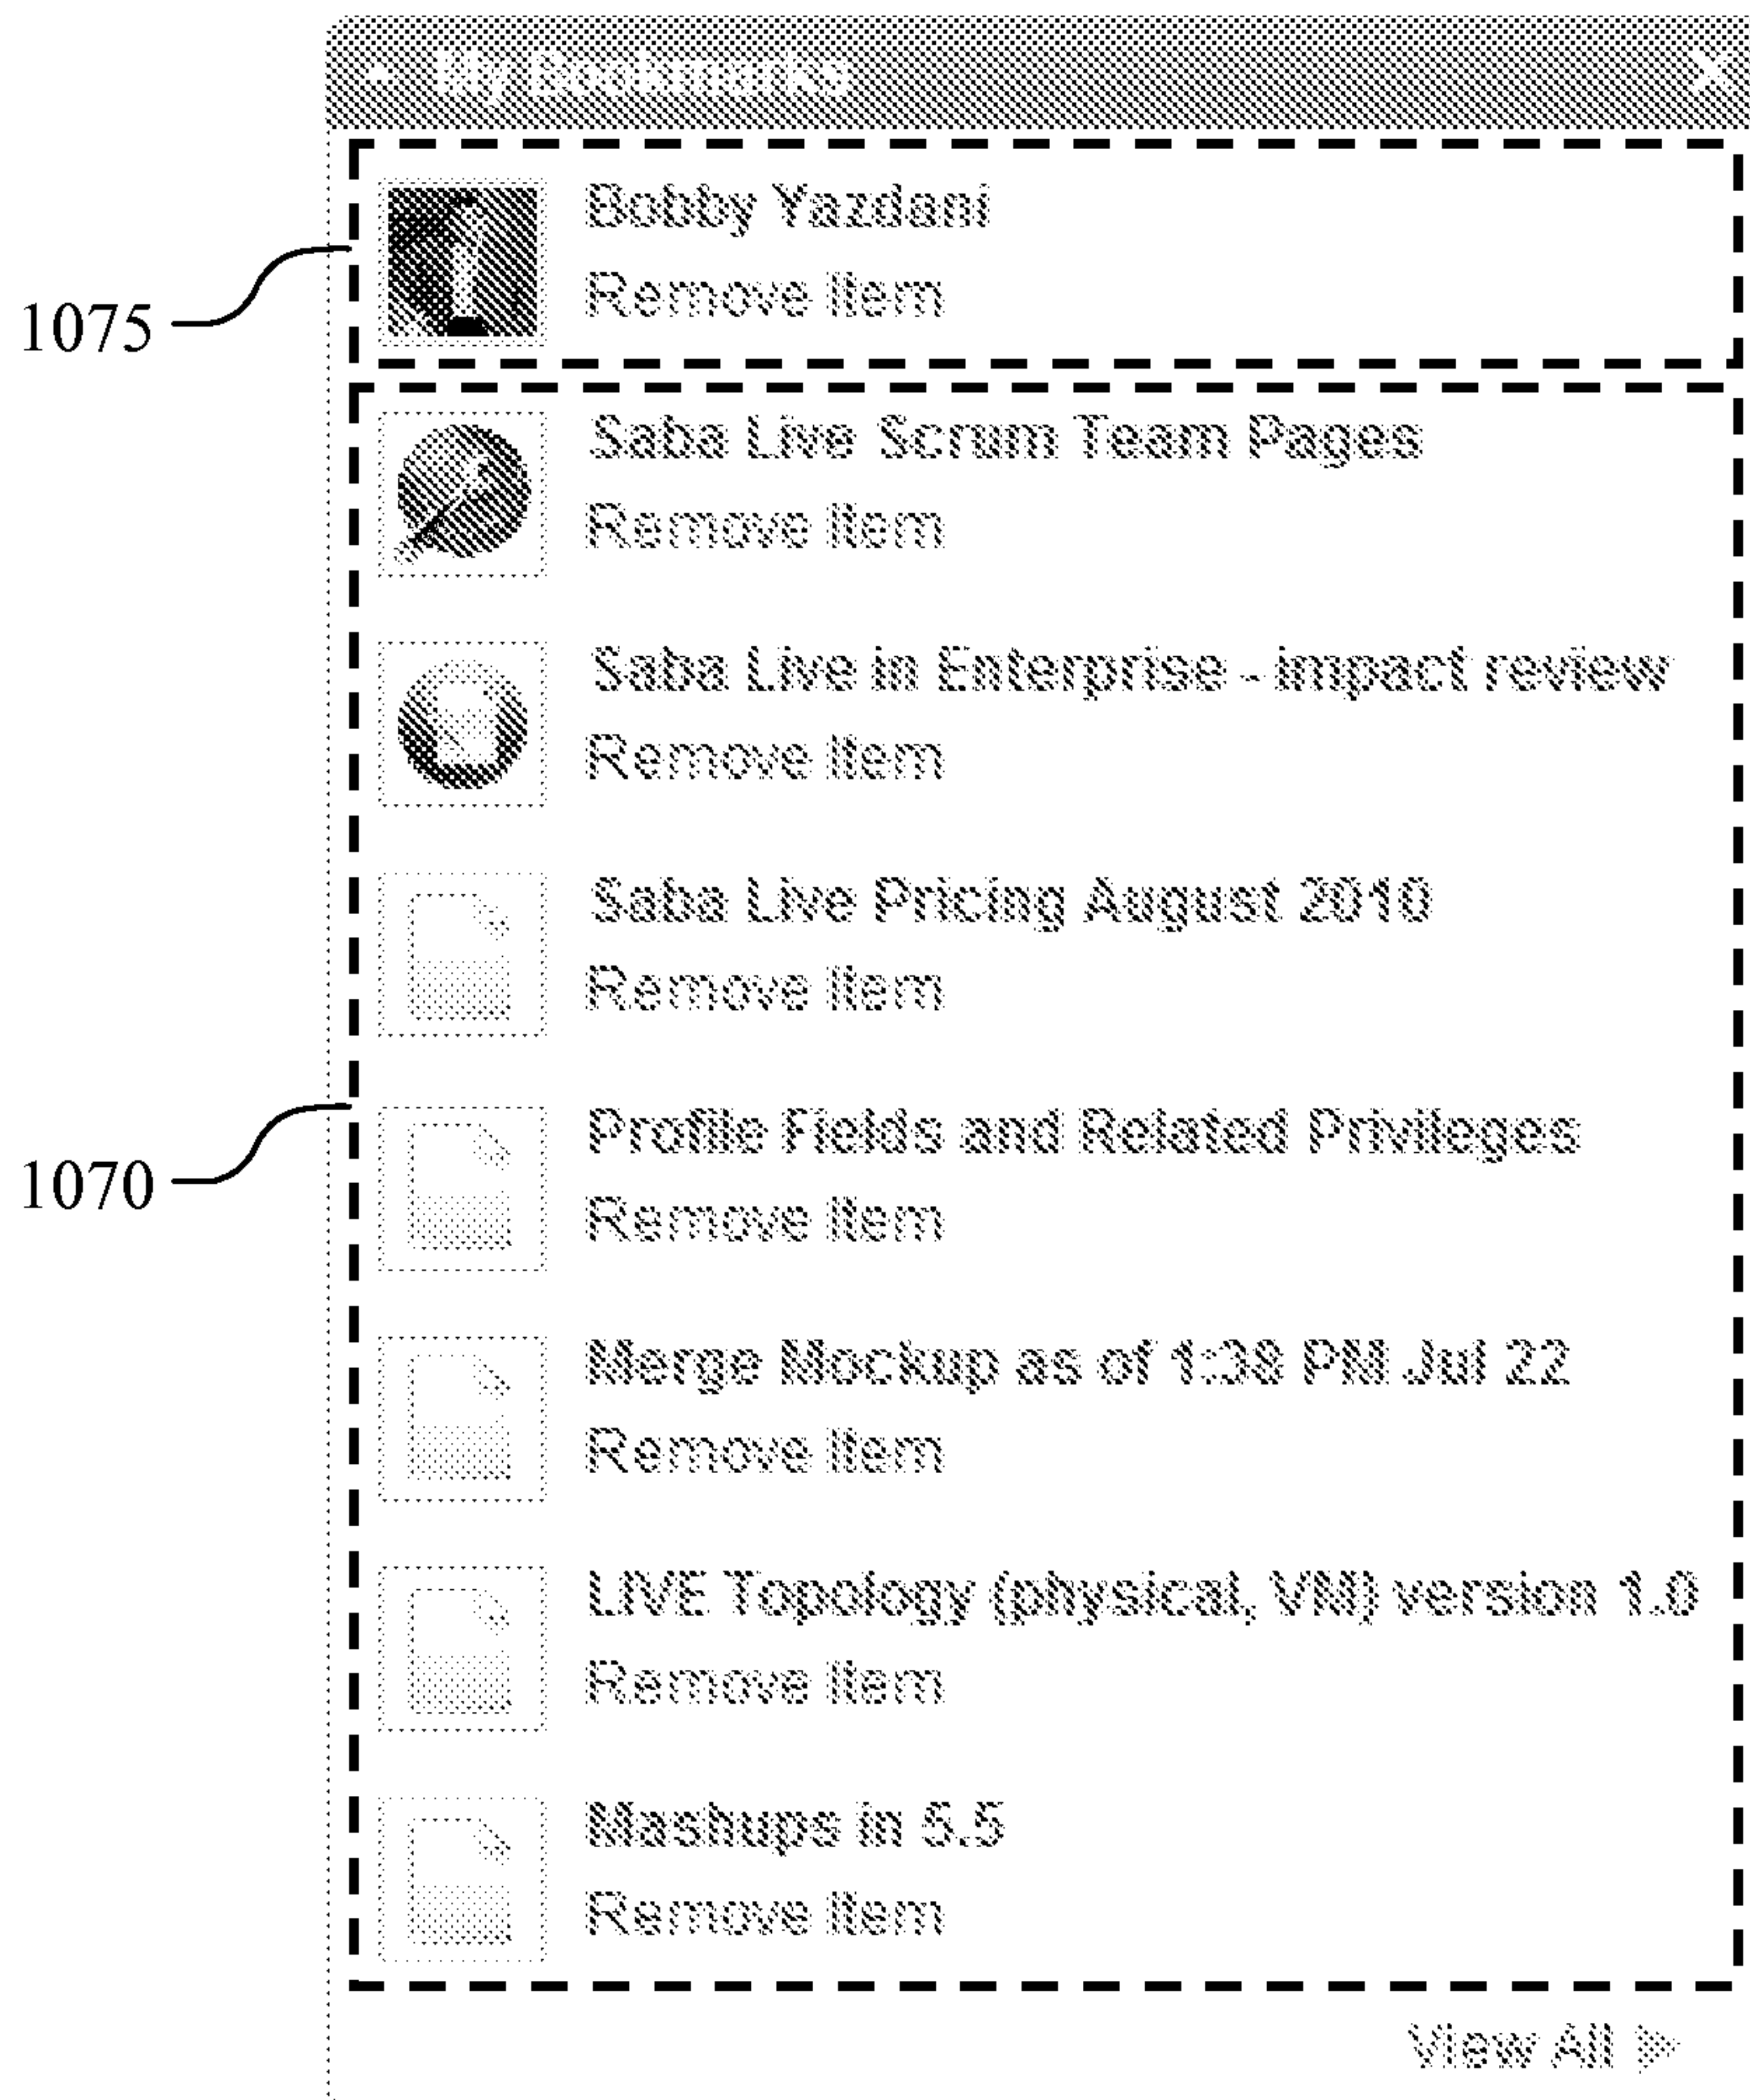 My Bookmarks
Bobby Yazdani
Remove Item
1075
Saba Live Scrum Team Pages
Remove Item
Saba Live in Enterprise - impact review
Remove Item
Saba Live Pricing August 2010
Remove Item
Profile Fields and Related Privileges
1070
Remove Item
Merge Mockup as of 1:38 PM Jul 22
Remove Item
LIVE Topology (physical, VM) version 1.0
Remove Item
Mashups in 5.5
Remove Item
View All